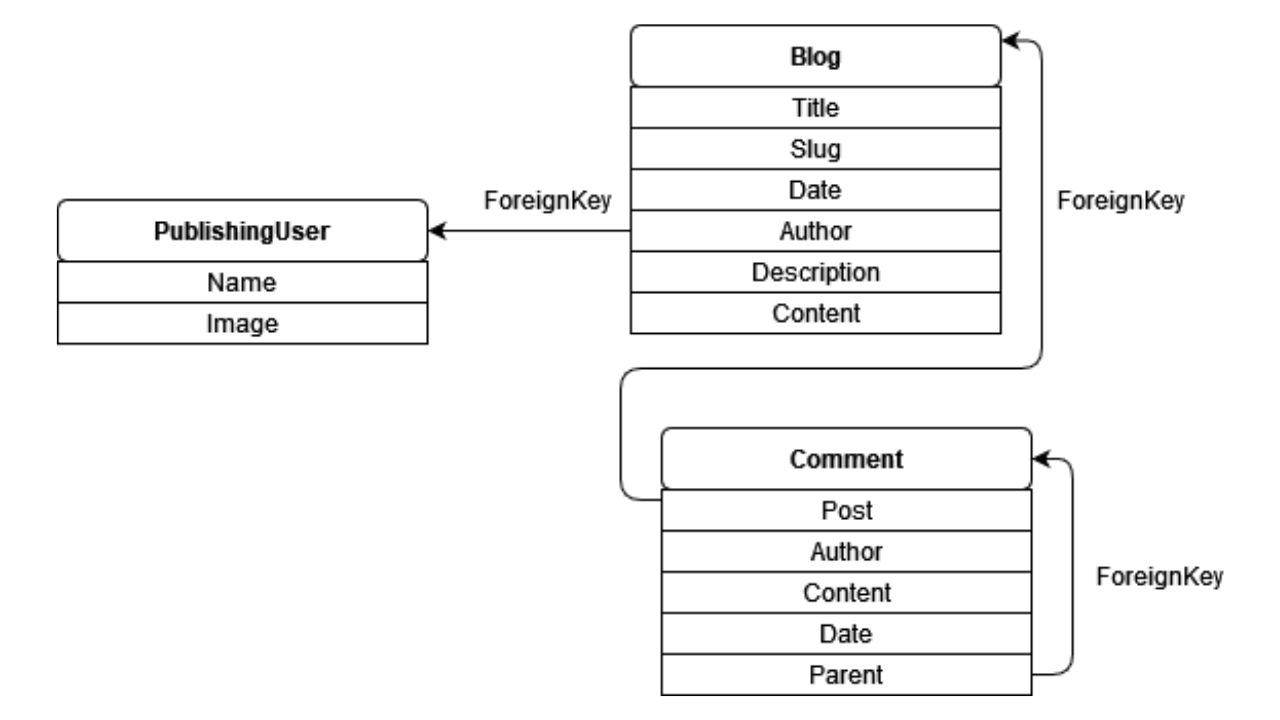 Blog
Title
Slug
Date
Author
Description
Content
ForeignKey
PublishingUser
Name
Image
ForeignKey
Comment
Post
Author
Content
Date
Parent
ForeignKey